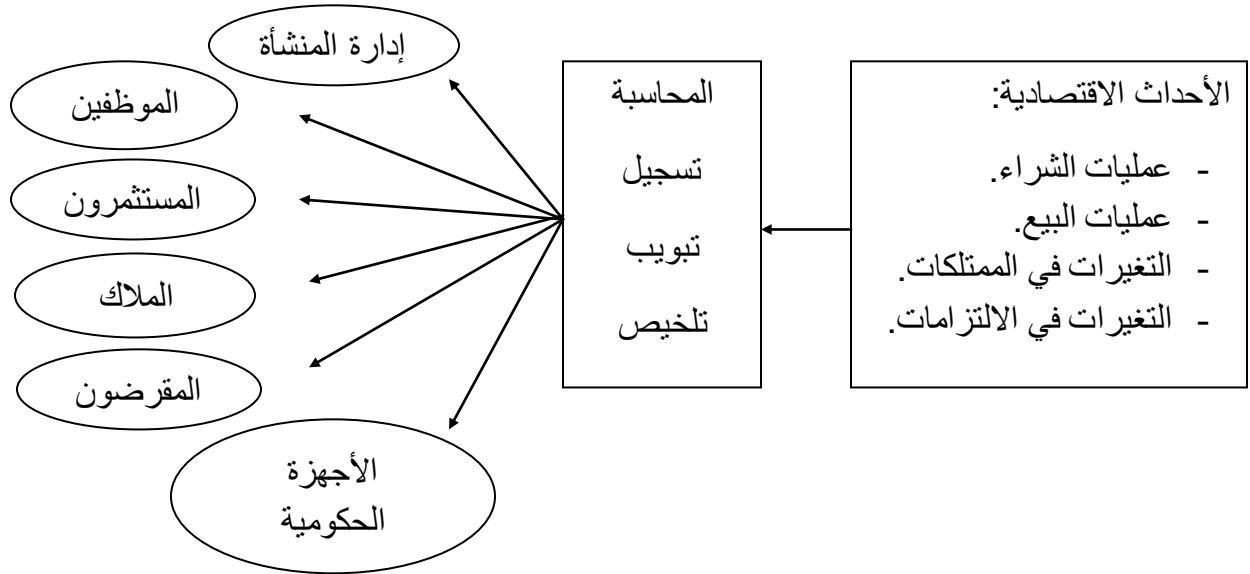 الأحداث الاقتصادية:
- عمليات الشراء.
- عمليات البيع.
- التغيرات في الممتلكات.
- التغيرات في الالتزامات.
المحاسبة
تسجيل
تبويب
تلخيص
إدارة المنشأة
الموظفين
المستثمرون
الملاك
المقرضون
الأجهزة
الحكومية